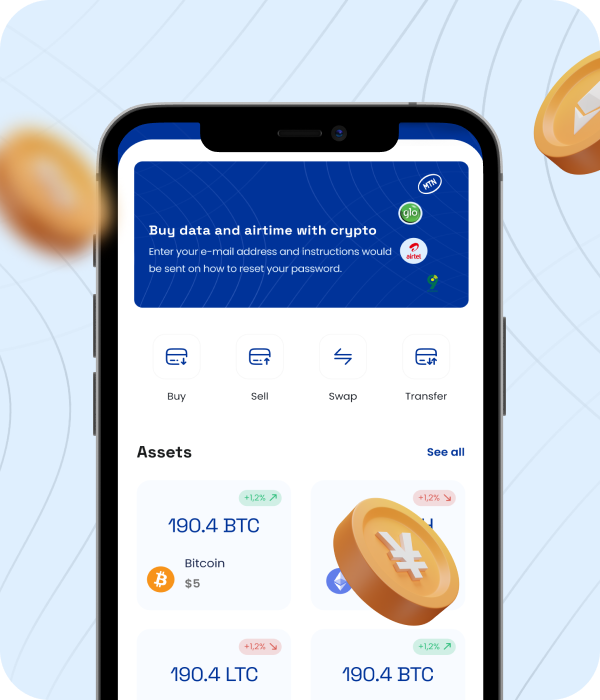 MTN
glo
Buy data and airtime with crypto
Enter your e-mail address and instructions would
airtel
be sent on how to reset your password.
9
Buy
Sell
Swap
Transfer
Assets
See all
+1,2%
+1,2%
190.4 BTC
H
Bitcoin
$5
¥
+1,2%
+1,2%
190.4 LTC
190.4 BTC